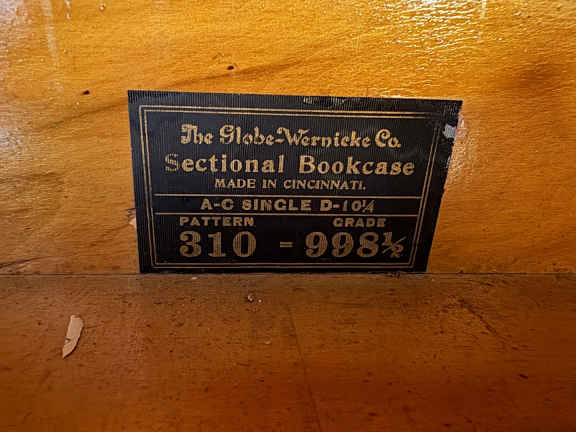 The Globe-Wernicke Co.
Sectional Bookcase
MADE IN CINCINNATI.
A-C SINGLE D-10¼
PATTERN GRADE
310 = 998½